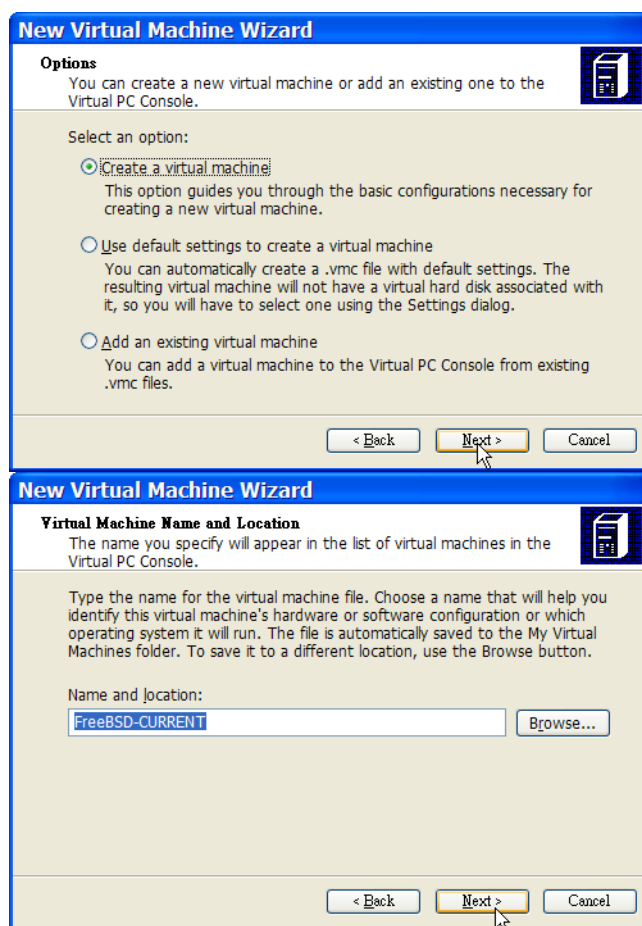 New Virtual Machine Wizard
Options
You can create a new virtual machine or add an existing one to the
Virtual PC Console.
Select an option:
Create a virtual machine
This option guides you through the basic configurations necessary for
creating a new virtual machine.
Use default settings to create a virtual machine
You can automatically create a .vmc file with default settings. The
resulting virtual machine will not have a virtual hard disk associated with
it, so you will have to select one using the Settings dialog.
Add an existing virtual machine
You can add a virtual machine to the Virtual PC Console from existing
.vmc files.
< Back Next > Cancel
New Virtual Machine Wizard
Virtual Machine Name and Location
The name you specify will appear in the list of virtual machines in the
Virtual PC Console.
Type the name for the virtual machine file. Choose a name that will help you
identify this virtual machine's hardware or software configuration or which
operating system it will run. The file is automatically saved to the My Virtual
Machines folder. To save it to a different location, use the Browse button.
Name and location:
FreeBSD-CURRENT Browse...
< Back Next > Cancel